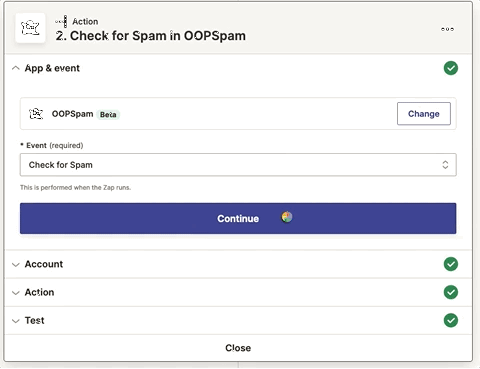 Action
2. Check for Spam in OOPSpam
App & event
OOPSpam Beta
Change
* Event (required)
Check for Spam
This is performed when the Zap runs.
Continue
Account
Action
Test
Close